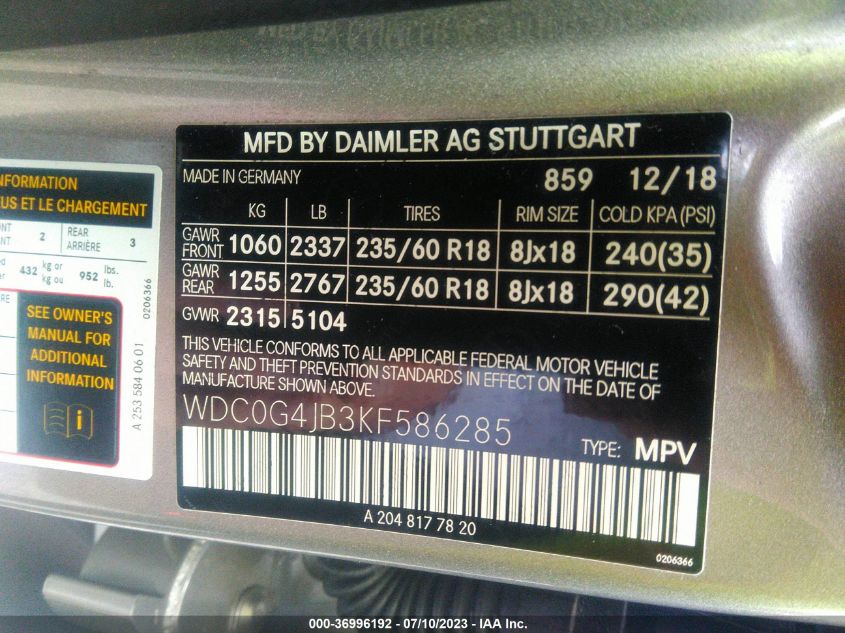 MFD BY DAIMLER AG STUTTGART
MADE IN GERMANY 859 12/18
KG LB TIRES RIM SIZE COLD KPA (PSI)
GAWR FRONT 1060 2337 235/60 R18 8Jx18 240(35)
GAWR REAR 1255 2767 235/60 R18 8Jx18 290(42)
GVWR 2315 5104
THIS VEHICLE CONFORMS TO ALL APPLICABLE FEDERAL MOTOR VEHICLE
SAFETY AND THEFT PREVENTION STANDARDS IN EFFECT ON THE DATE OF
MANUFACTURE SHOWN ABOVE.
WDC0G4JB3KF586285
TYPE: MPV
A 204 817 78 20
0206366
ET LE CHARGEMENT
2 REAR ARRIÈRE 3
432 kg or kg ou 952 lbs. lb.
0206366
SEE OWNER'S
MANUAL FOR
ADDITIONAL
INFORMATION
i
A 253 584 06 01
000-36996192 - 07/10/2023 - IAA Inc.